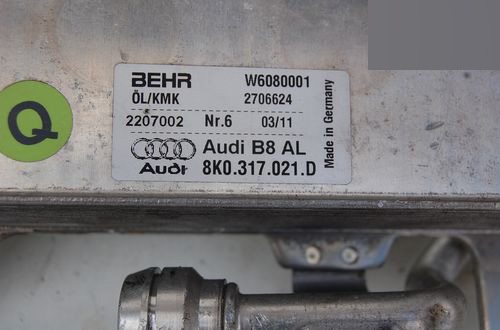 BEHR W6080001
ÖL/KMK 2706624
2207002 Nr.6 03/11
Audi B8 AL
Audi 8K0.317.021.D
Made in Germany
Q